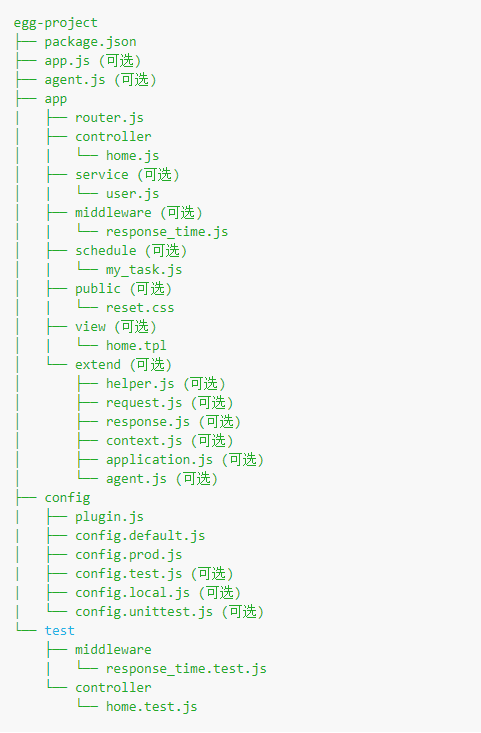 egg-project
├── package.json
├── app.js (可选)
├── agent.js (可选)
├── app
│   ├── router.js
│   ├── controller
│   │   └── home.js
│   ├── service (可选)
│   │   └── user.js
│   ├── middleware (可选)
│   │   └── response_time.js
│   ├── schedule (可选)
│   │   └── my_task.js
│   ├── public (可选)
│   │   └── reset.css
│   ├── view (可选)
│   │   └── home.tpl
│   └── extend (可选)
│       ├── helper.js (可选)
│       ├── request.js (可选)
│       ├── response.js (可选)
│       ├── context.js (可选)
│       ├── application.js (可选)
│       └── agent.js (可选)
├── config
│   ├── plugin.js
│   ├── config.default.js
│   ├── config.prod.js
│   ├── config.test.js (可选)
│   ├── config.local.js (可选)
│   └── config.unittest.js (可选)
└── test
    ├── middleware
    │   └── response_time.test.js
    └── controller
        └── home.test.js